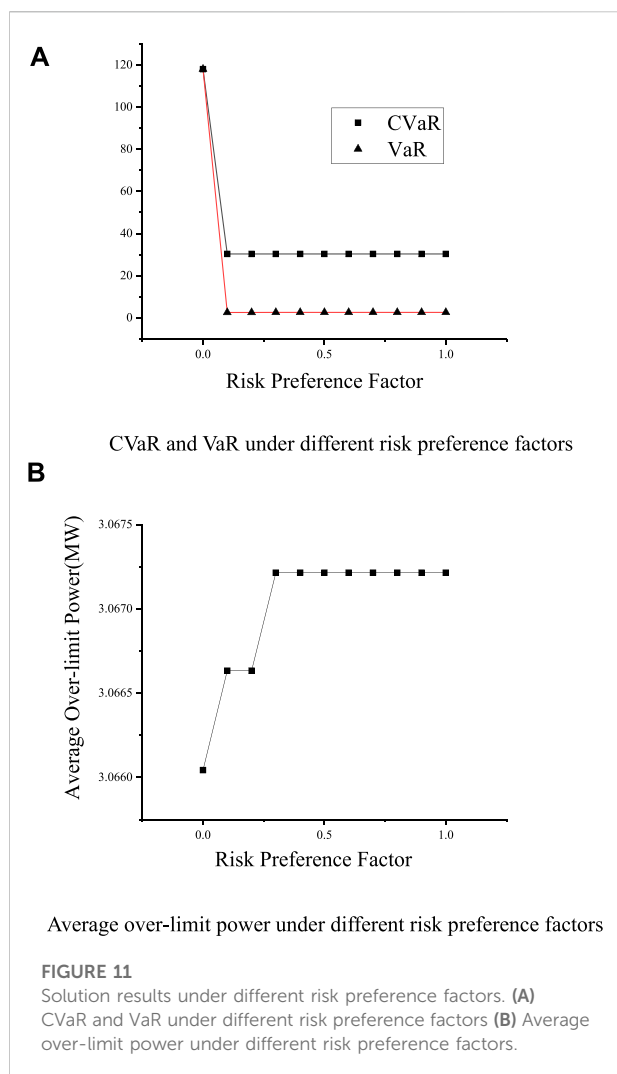 A
120
100
80
60
40
20
0
CVaR
VaR
0.0
0.5
1.0
Risk Preference Factor
CVaR and VaR under different risk preference factors
B
Average Over-limit Power(MW)
3.0675
3.0670
3.0665
3.0660
0.0
0.5
1.0
Risk Preference Factor
Average over-limit power under different risk preference factors
FIGURE 11
Solution results under different risk preference factors. (A)
CVaR and VaR under different risk preference factors (B) Average
over-limit power under different risk preference factors.